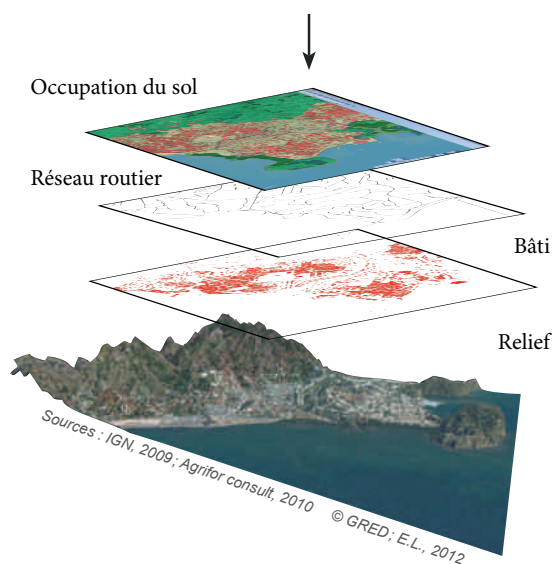 Occupation du sol
Réseau routier
Bâti
Relief
Sources : IGN, 2009; Agrifor consult, 2010 © GRED; E.L., 2012